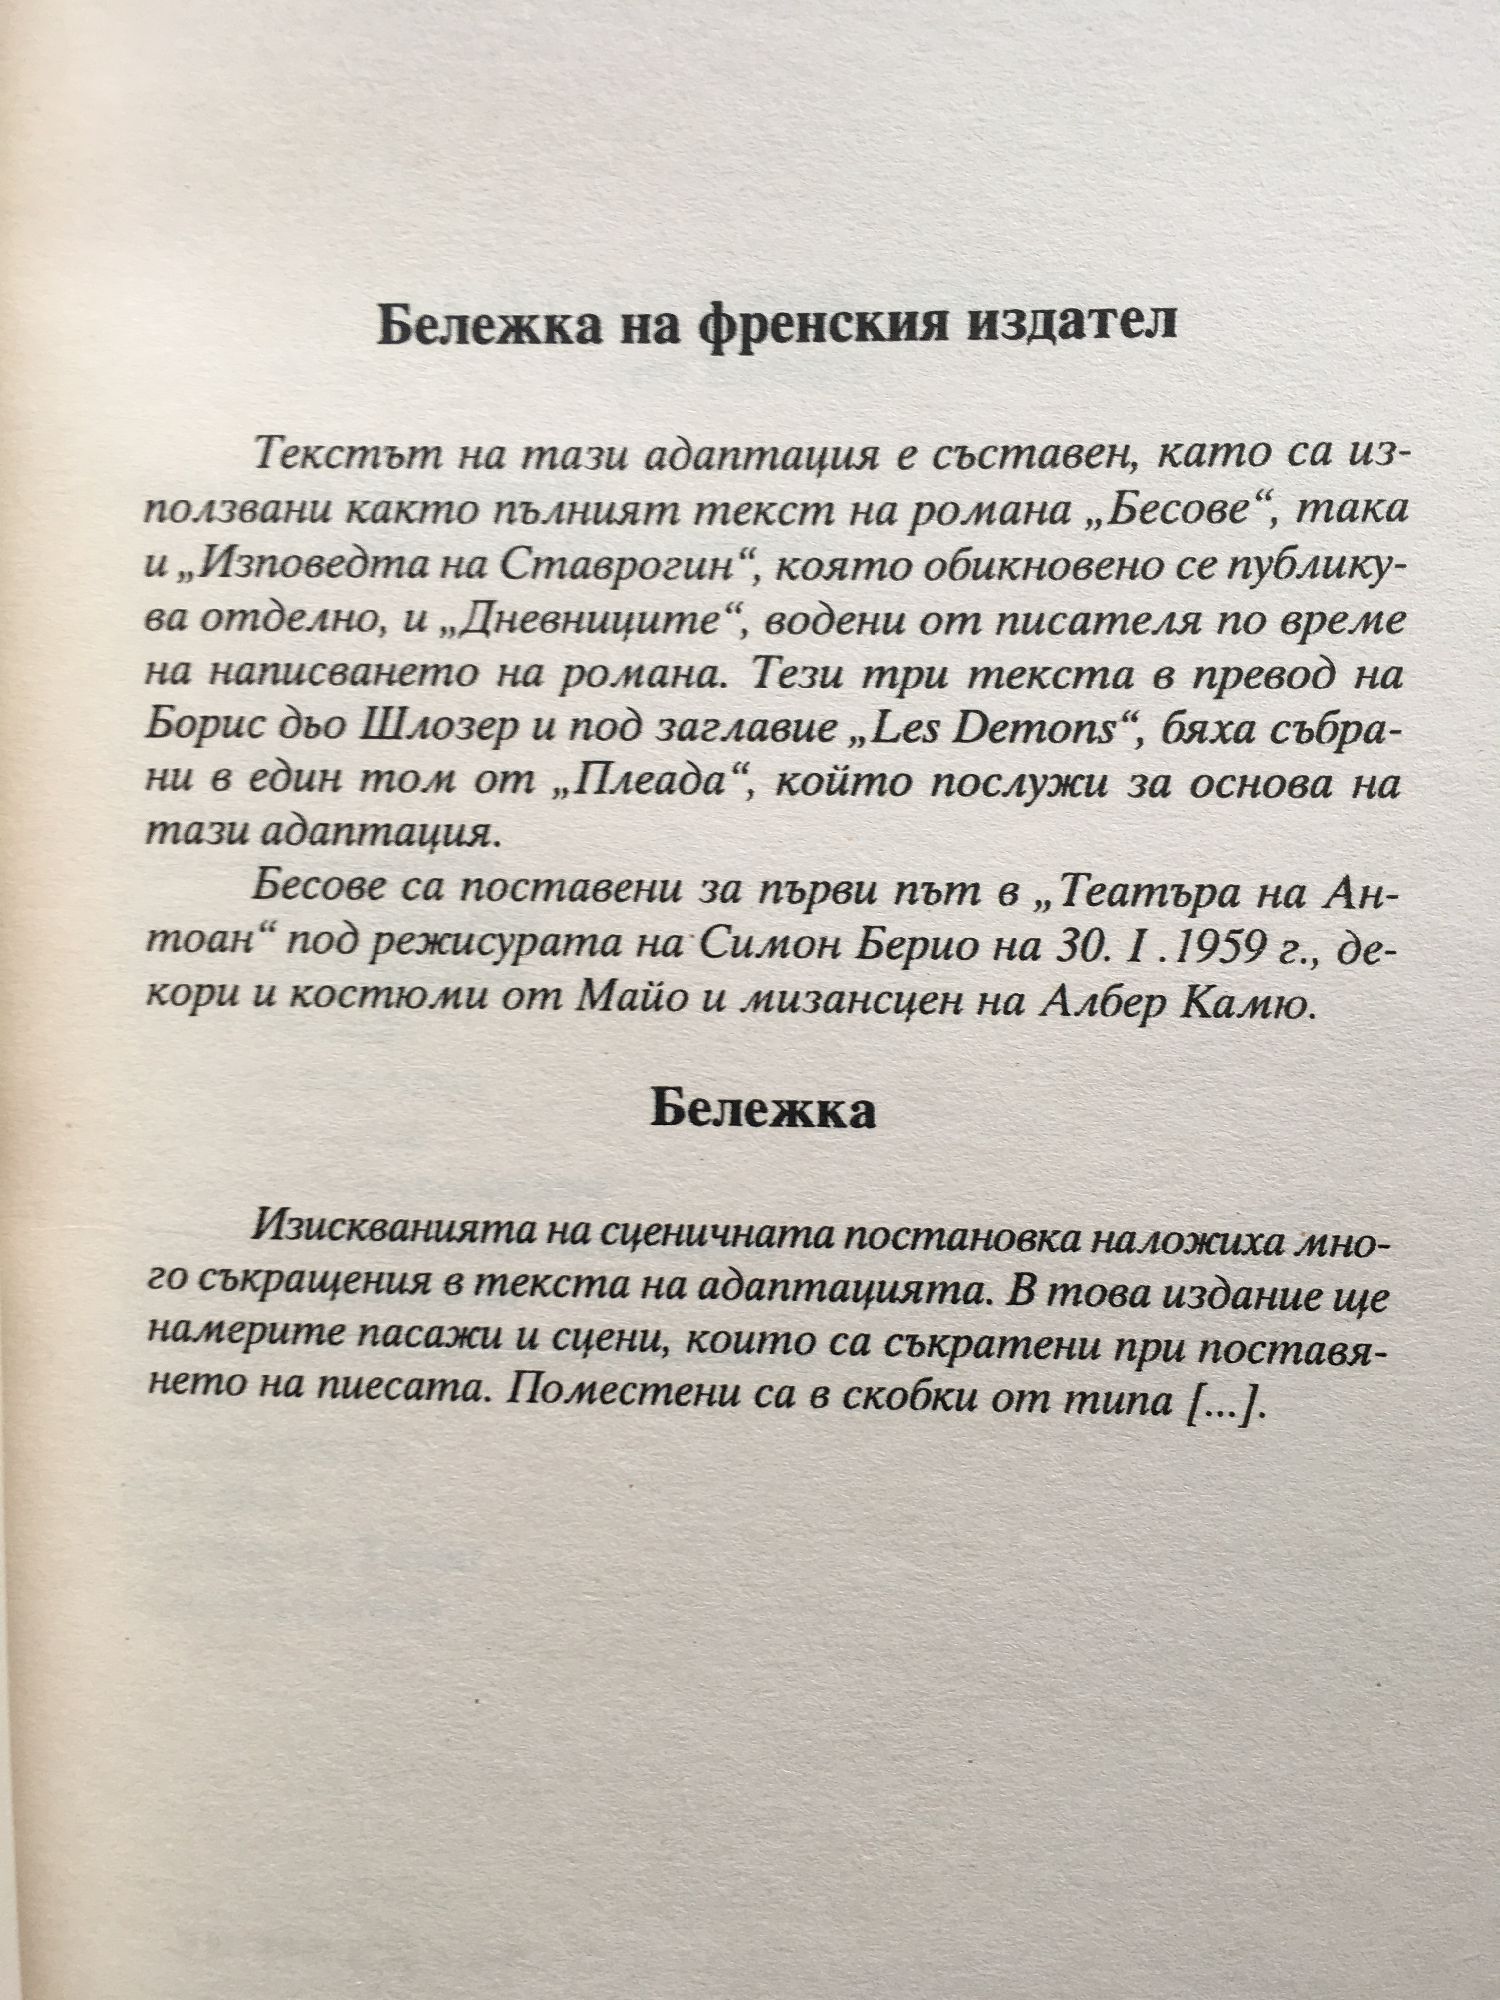 Бележка на френския издател
Текстът на тази адаптация е съставен, като са из-
ползвани както пълният текст на романа „Бесове“, така
и „Изповедта на Ставрогин“, която обикновено се публику-
ва отделно, и „Дневниците“, водени от писателя по време
на написването на романа. Тези три текста в превод на
Борис дьо Шлозер и под заглавие „Les Demons“, бяха събра-
ни в един том от „Плеада“, който послужи за основа на
тази адаптация.
Бесове са поставени за първи път в „Театъра на Ан-
тоан“ под режисурата на Симон Берио на 30. I .1959 г., де-
кори и костюми от Майо и мизансцен на Албер Камю.
Бележка
Изискванията на сценичната постановка наложиха мно-
го съкращения в текста на адаптацията. В това издание ще
намерите пасажи и сцени, които са съкратени при поставя-
нето на пиесата. Поместени са в скобки от типа [...].